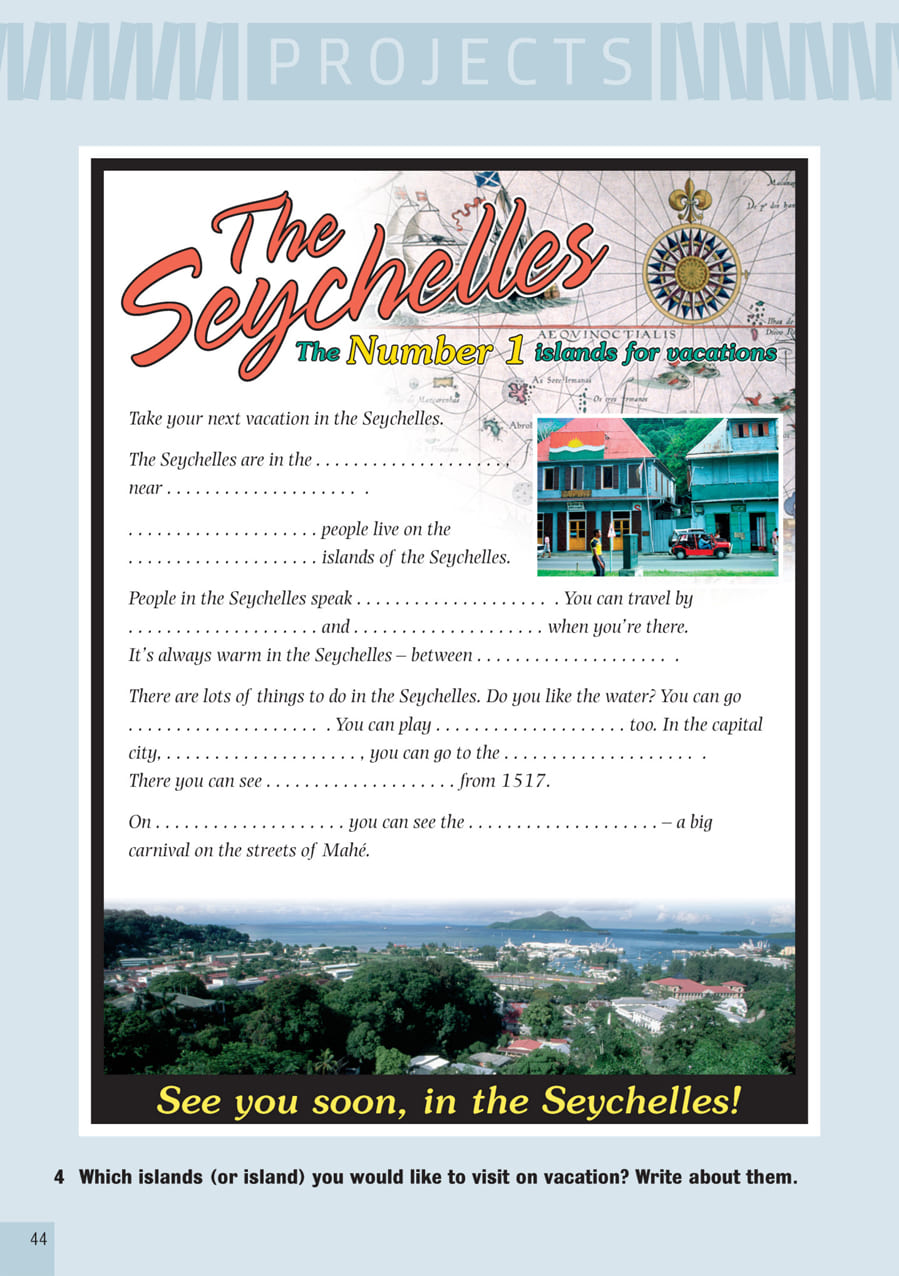 PROJECTS
The
Seychelles
The Number 1 islands for vacations
AEQVINOCTIALIS
As Sete Irmanas
Abrol
Take your next vacation in the Seychelles.
The Seychelles are in the . . . . . . . . . . . . . . . . . . . . .
near . . . . . . . . . . . . . . . . . . . . .
. . . . . . . . . . . . . . . . . . . . people live on the
. . . . . . . . . . . . . . . . . . . . islands of the Seychelles.
People in the Seychelles speak . . . . . . . . . . . . . . . . . . . . . You can travel by
. . . . . . . . . . . . . . . . . . . . and . . . . . . . . . . . . . . . . . . . . when you’re there.
It’s always warm in the Seychelles – between . . . . . . . . . . . . . . . . . . . . .
There are lots of things to do in the Seychelles. Do you like the water? You can go
. . . . . . . . . . . . . . . . . . . . . You can play . . . . . . . . . . . . . . . . . . . . too. In the capital
city, . . . . . . . . . . . . . . . . . . . . , you can go to the . . . . . . . . . . . . . . . . . . . . .
There you can see . . . . . . . . . . . . . . . . . . . . from 1517.
On . . . . . . . . . . . . . . . . . . . . you can see the . . . . . . . . . . . . . . . . . . . . – a big
carnival on the streets of Mahé.
See you soon, in the Seychelles!
4 Which islands (or island) you would like to visit on vacation? Write about them.
44